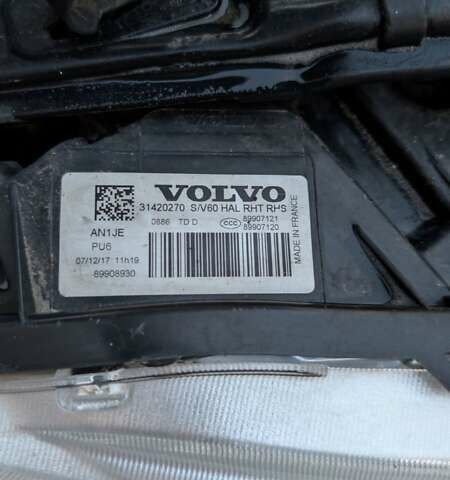 VOLVO
31420270 S/V60 HAL RHT RHS
0886 TD D CCC 89907121
89907120
AN1JE
PU6
07/12/17 11h19
89908930
MADE IN FRANCE